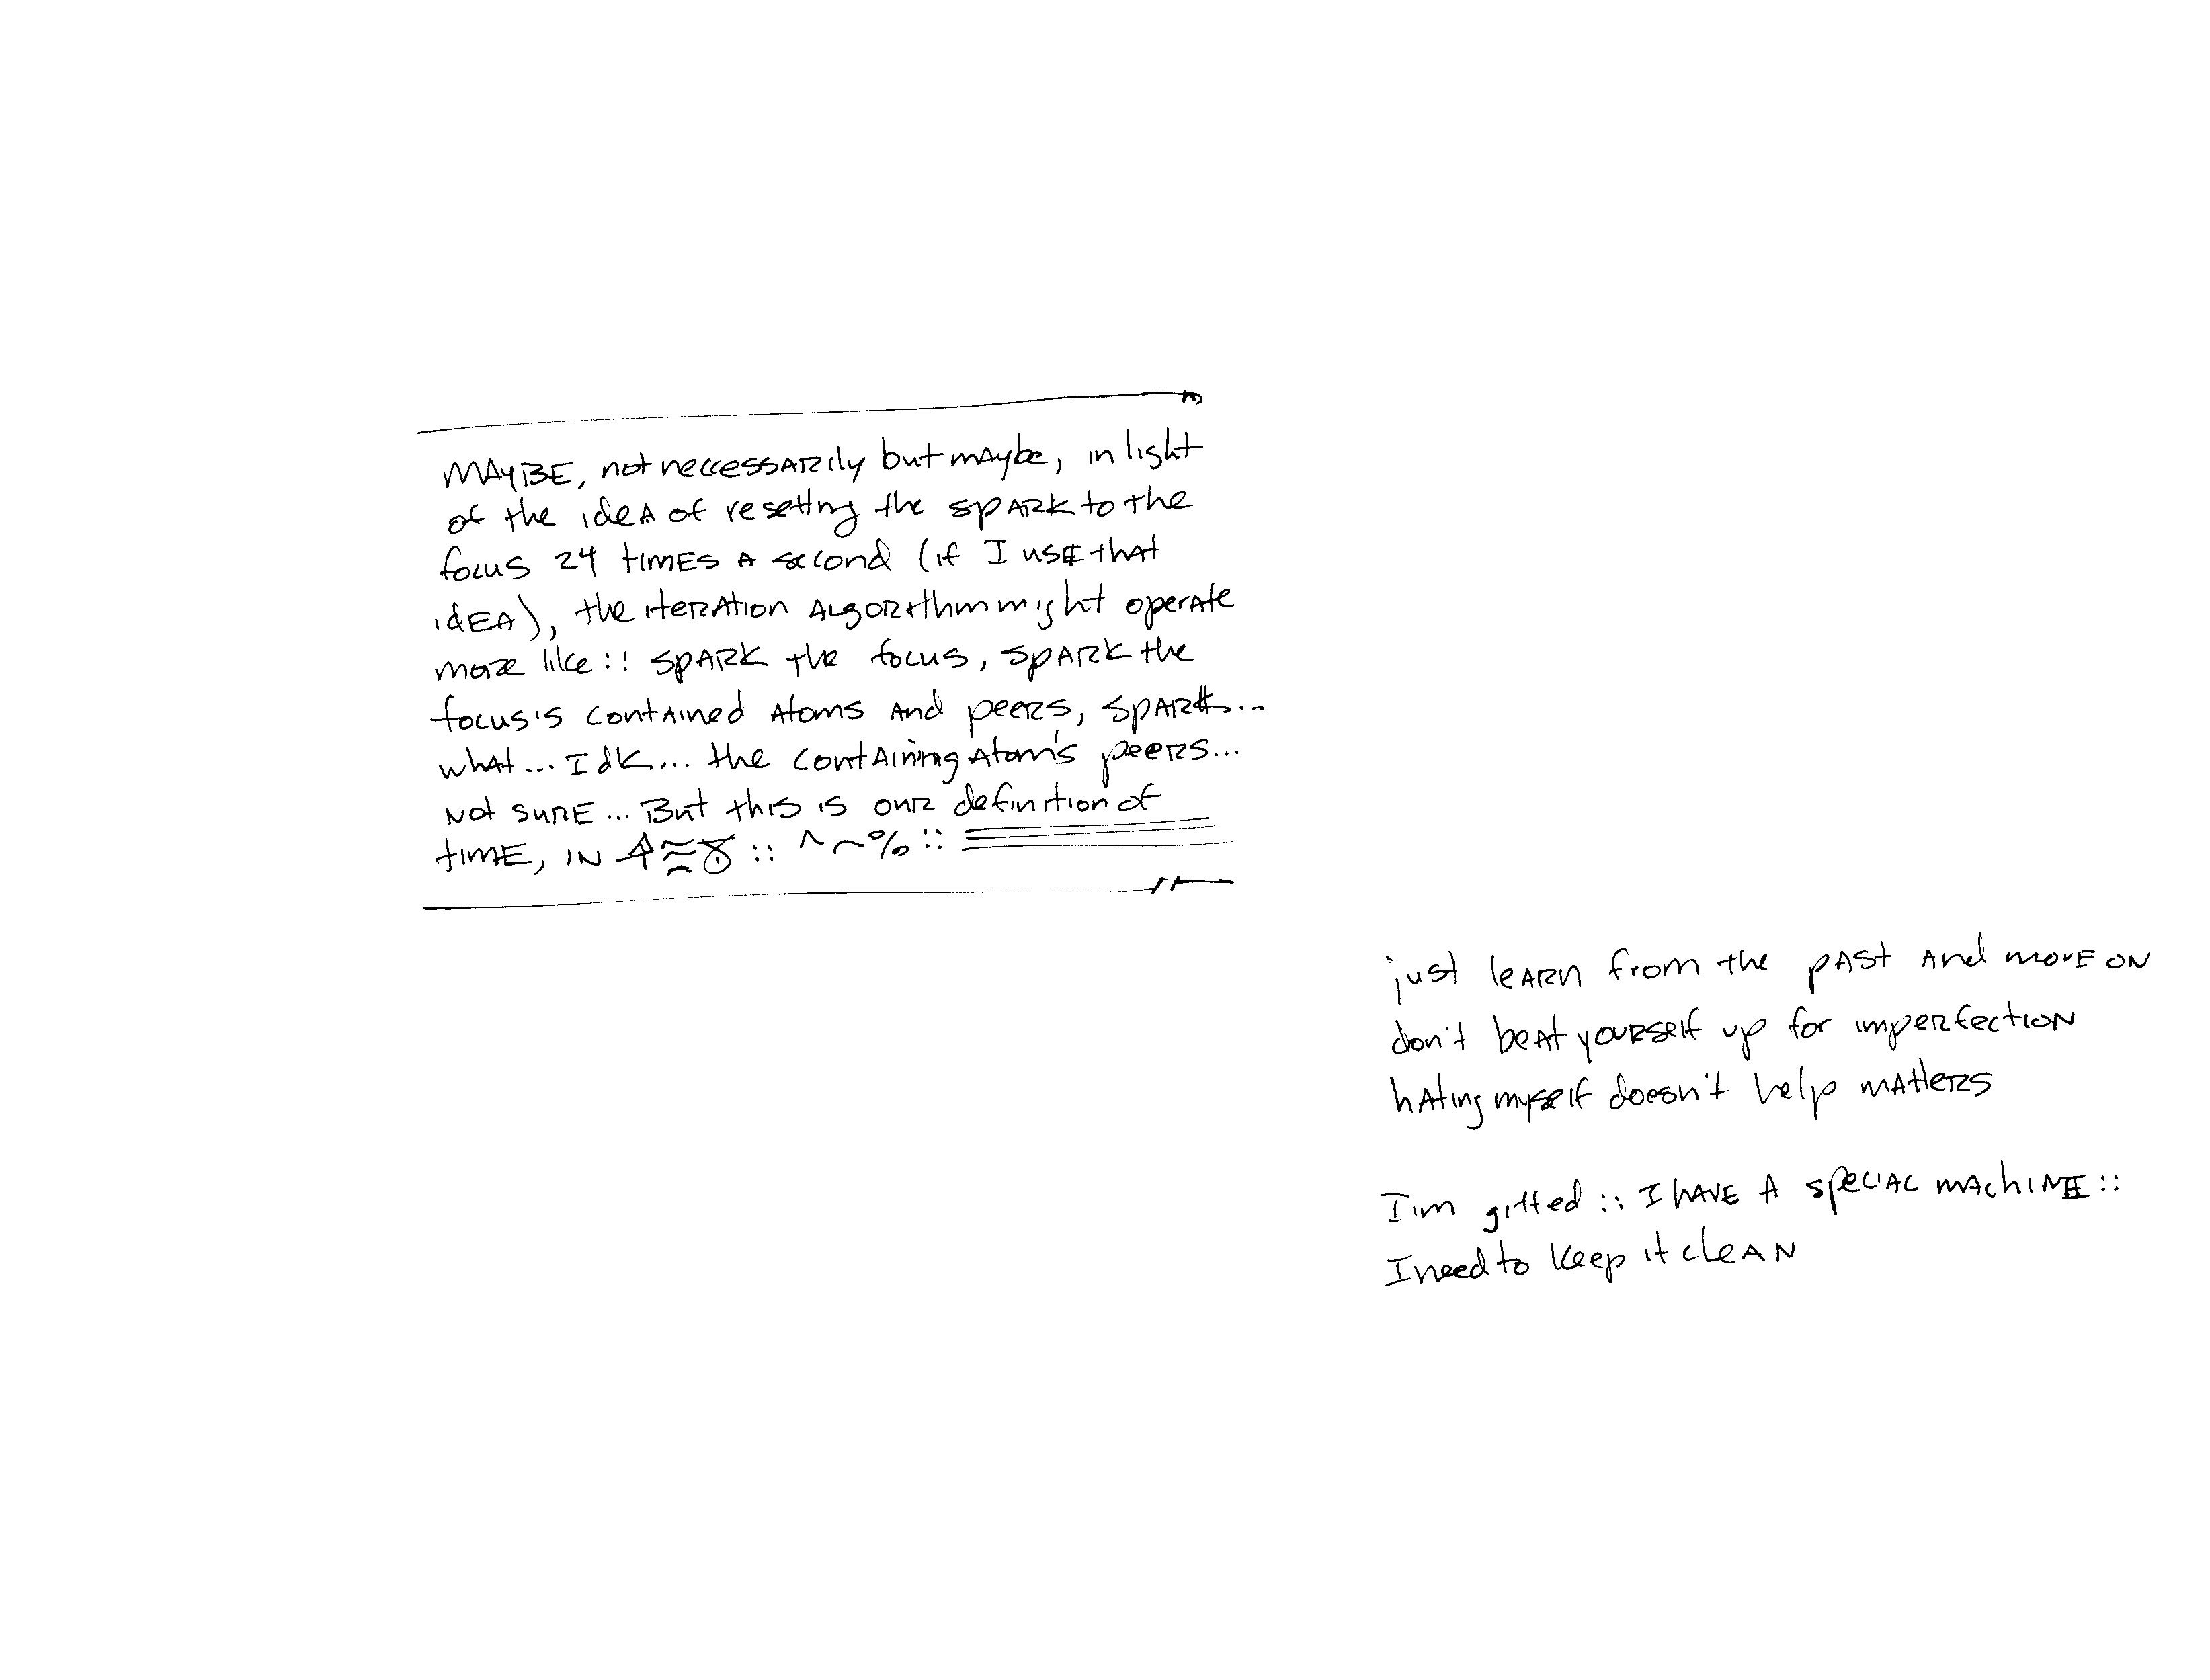 MAYBE, not necessarily but maybe, in light
of the idea of resetting the spark to the
focus 24 times a second (if I use that
idea), the iteration algorithm might operate
more like:: spark the focus, spark the
focus's contained atoms and peers, spark...
what... Idk... the containing atom's peers...
not sure... But this is our definition of
time, in :: ^~% ::
just learn from the past and move on
don't beat yourself up for imperfection
hating myself doesn't help matters
I'm gifted :: I have a special machine ::
I need to keep it clean